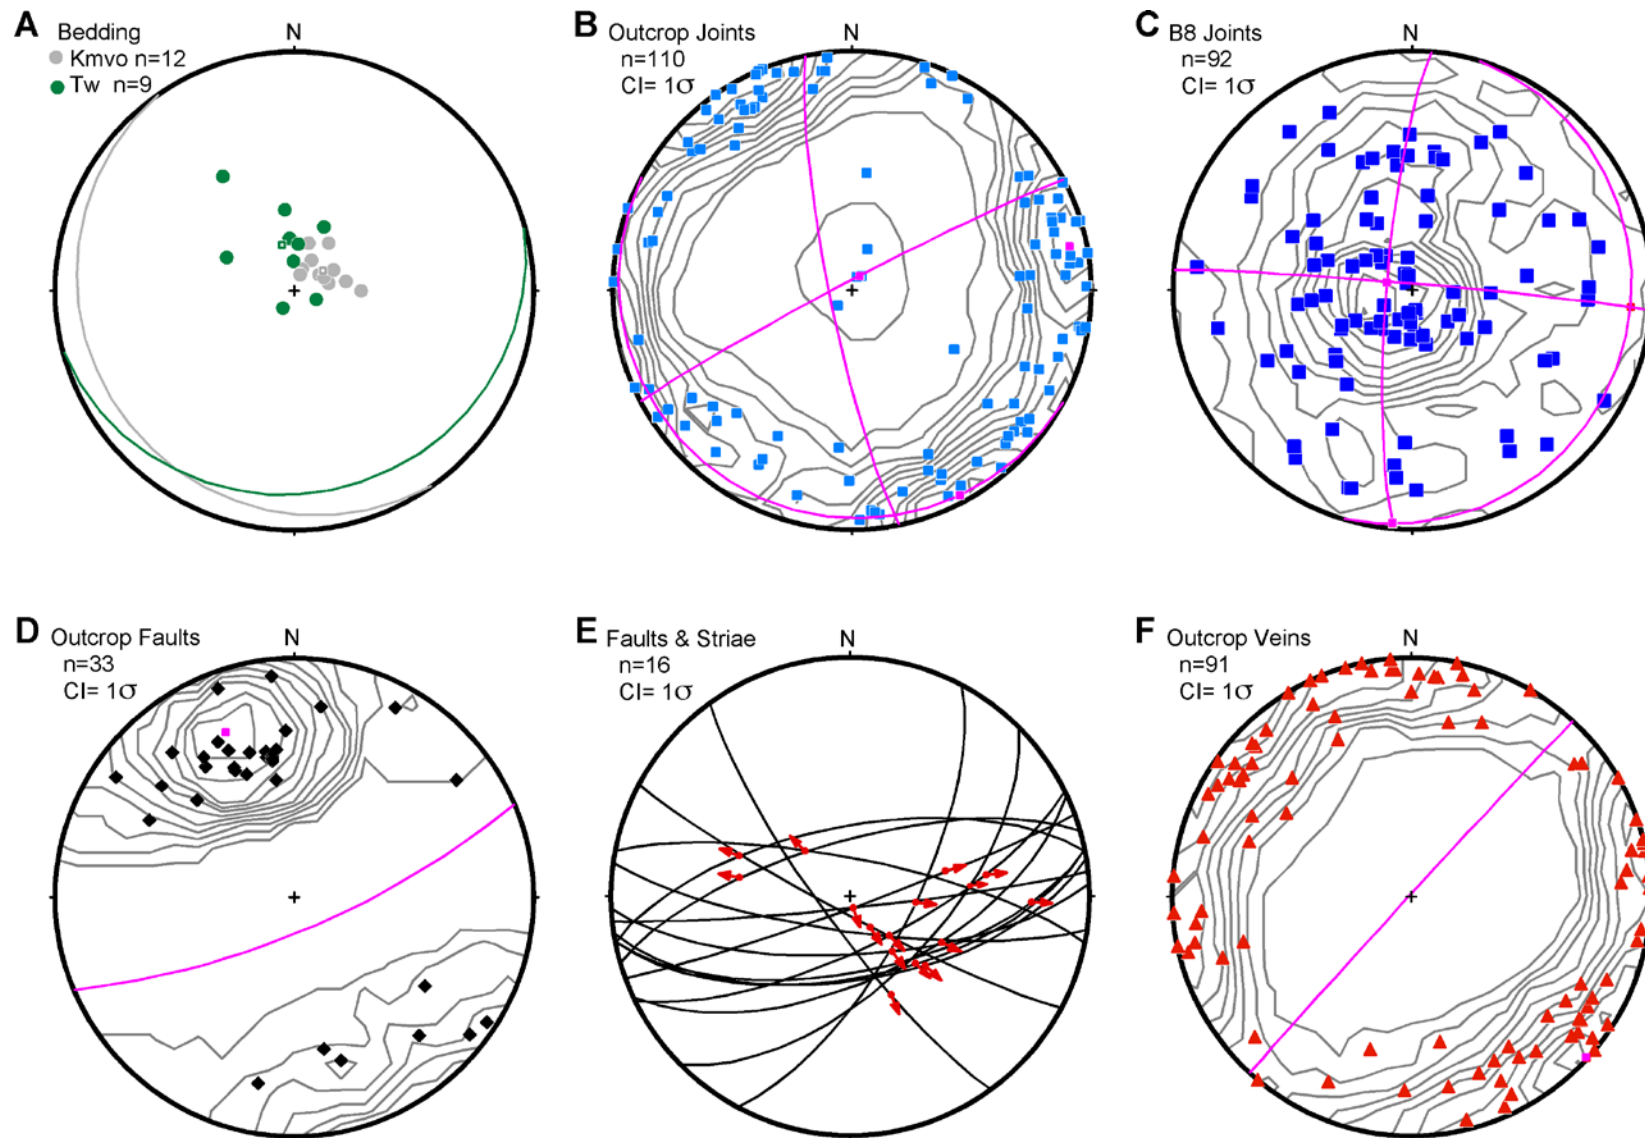 A Bedding
Kmvo n=12
Tw n=9
N
B Outcrop Joints
n=110
CI= 1σ
N
C B8 Joints
n=92
CI= 1σ
N
D Outcrop Faults
n=33
CI= 1σ
N
E Faults & Striae
n=16
CI= 1σ
N
F Outcrop Veins
n=91
CI= 1σ
N